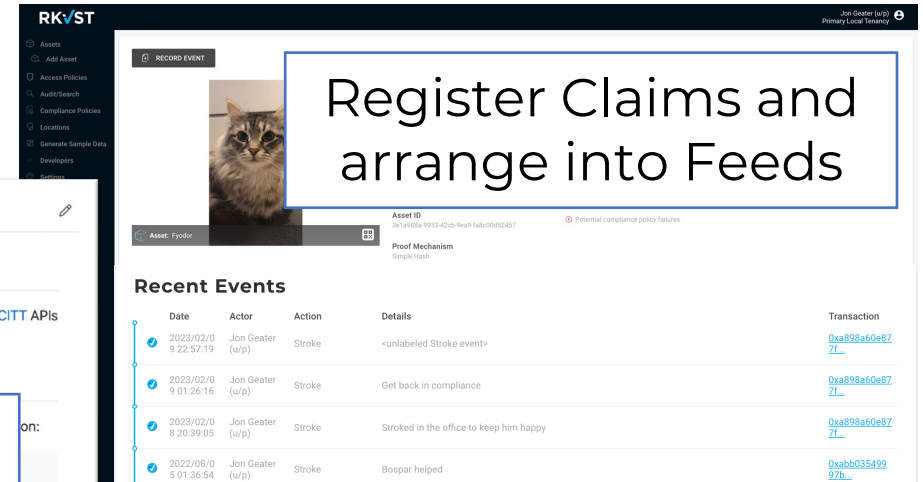 RKVST
Jon Geater (u/p)
Primary Local Tenancy
Assets
Add Asset
Access Policies
Audit/Search
Compliance Policies
Locations
Generate Sample Data
Developers
Settings
RECORD EVENT
Register Claims and
arrange into Feeds
Asset: Fyodor
Asset ID
3e1a988a-9933-42cb-9ea9-fa8c00d52457
Potential compliance policy failures
Proof Mechanism
Simple Hash
CITT APIs
on:
Recent Events
Date Actor Action Details Transaction
2023/02/0 Jon Geater Stroke <unlabeled Stroke event> 0xa898a60e87
9 22:57:19 (u/p) 7f...
2023/02/0 Jon Geater Stroke Get back in compliance 0xa898a60e87
9 01:26:16 (u/p) 7f...
2023/02/0 Jon Geater Stroke Stroked in the office to keep him happy 0xa898a60e87
8 20:39:05 (u/p) 7f...
2022/08/0 Jon Geater Stroke Bospar helped 0xabb035499
5 01:36:54 (u/p) 97b...